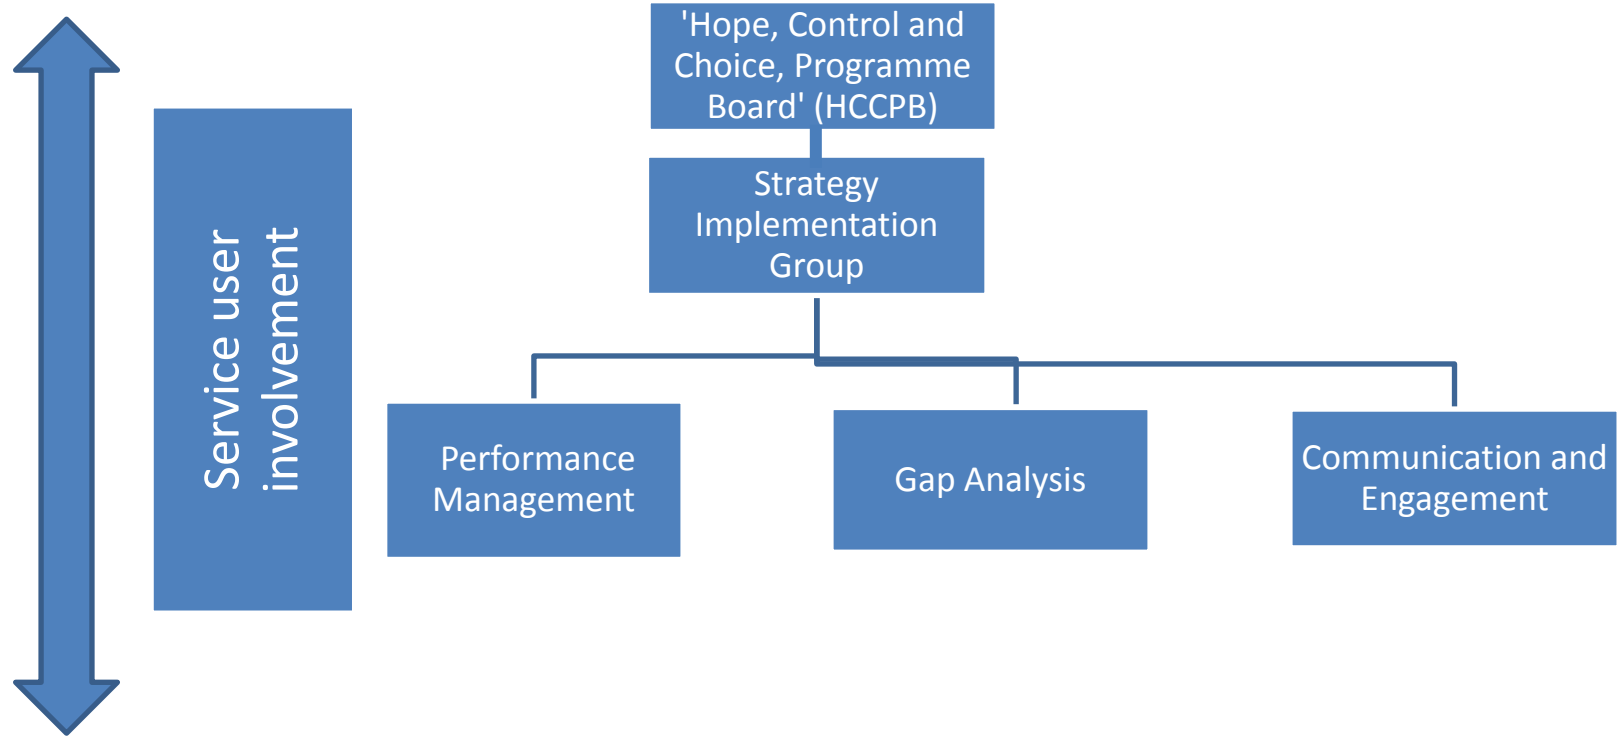 'Hope, Control and
Choice, Programme
Board' (HCCPB)
Strategy
Implementation
Group
Service user
involvement
Performance
Management
Gap Analysis
Communication and
Engagement